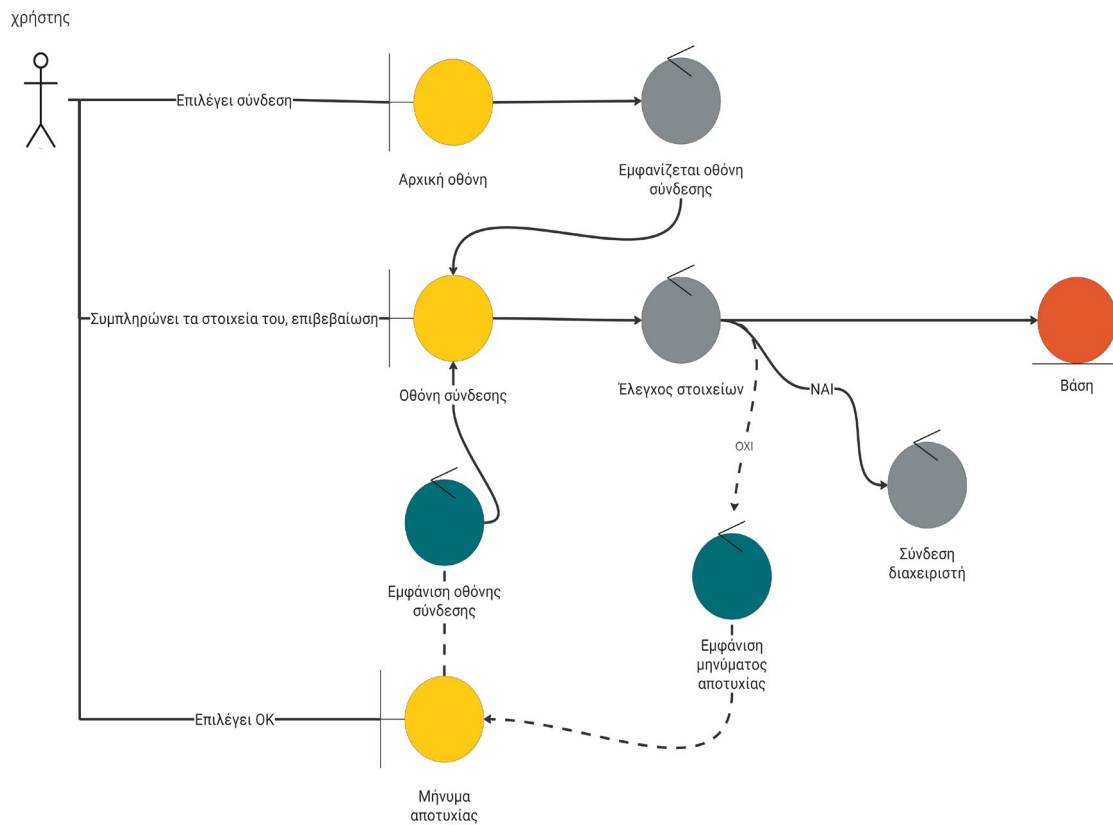 χρήστης
Επιλέγει σύνδεση
Αρχική οθόνη
Εμφανίζεται οθόνη
σύνδεσης
Συμπληρώνει τα στοιχεία του, επιβεβαίωση
Οθόνη σύνδεσης
Έλεγχος στοιχείων
ΝΑΙ
Βάση
ΟΧΙ
Σύνδεση
διαχειριστή
Εμφάνιση οθόνης
σύνδεσης
Εμφάνιση
μηνύματος
αποτυχίας
Επιλέγει ΟΚ
Μήνυμα
αποτυχίας